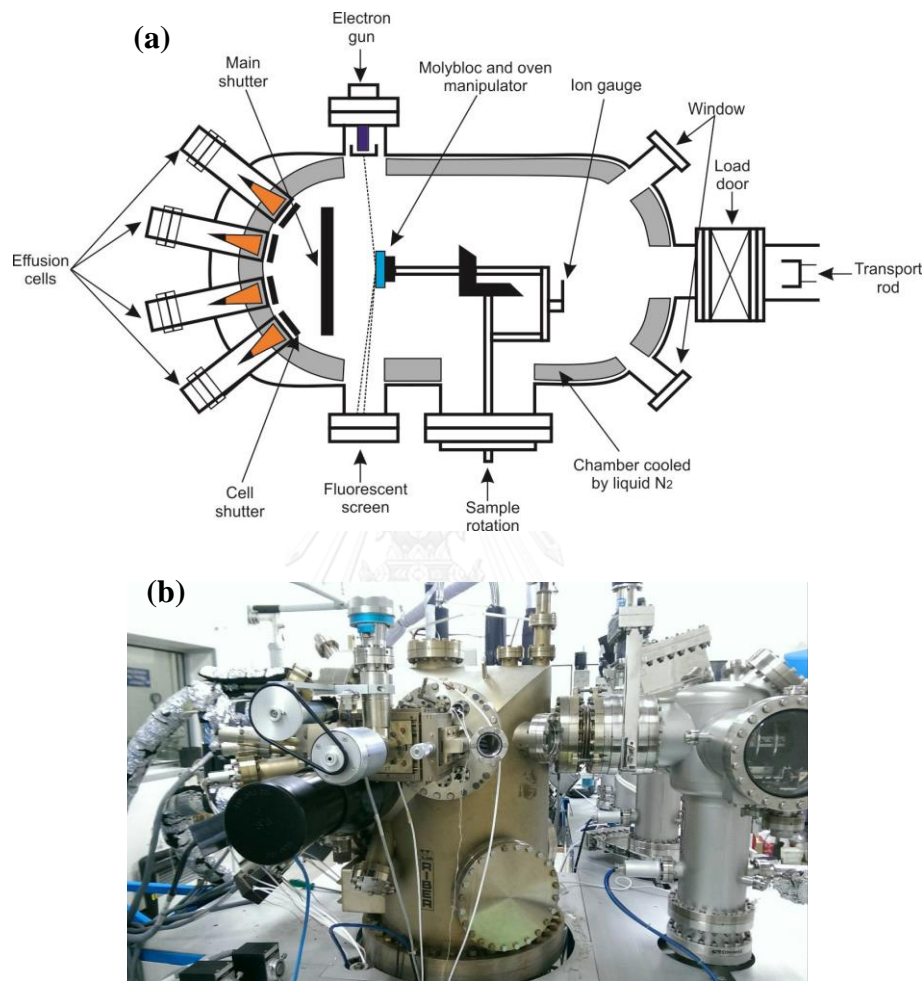 (a)
Electron
gun
Main
shutter
Molybloc and oven
manipulator
Ion gauge
Window
Load
door
Effusion
cells
Transport
rod
Cell
shutter
Fluorescent
screen
Sample
rotation
Chamber cooled
by liquid N2
(b)
RIBER